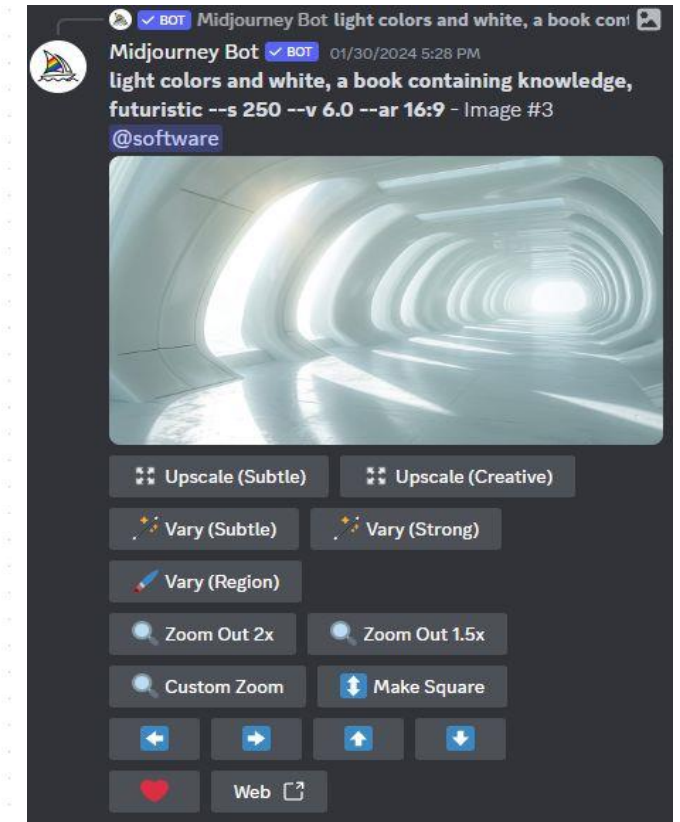 BOT Midjourney Bot light colors and white, a book con
Midjourney Bot BOT 01/30/2024 5:28 PM
light colors and white, a book containing knowledge,
futuristic --s 250 --v 6.0 --ar 16:9 - Image #3
@software
Upscale (Subtle) Upscale (Creative)
Vary (Subtle) Vary (Strong)
Vary (Region)
Zoom Out 2x Zoom Out 1.5x
Custom Zoom Make Square
Web